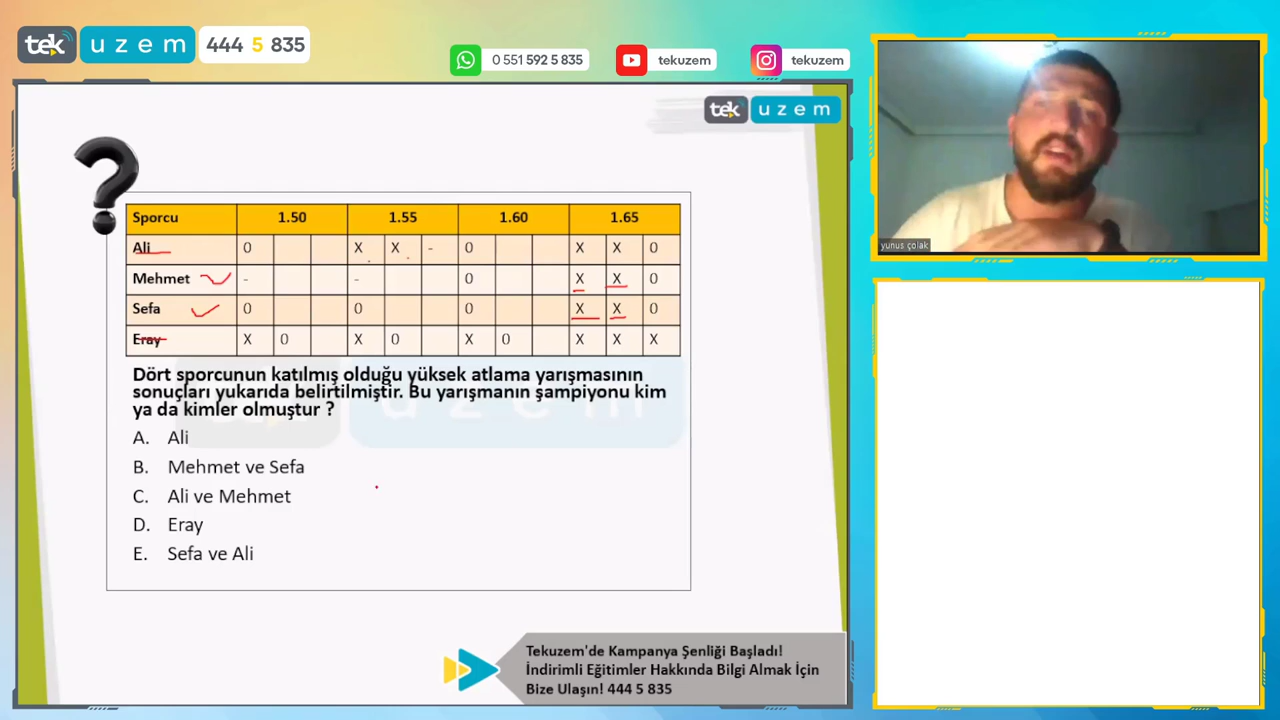 tek uzem 444 5 835
0 551 592 5 835
tekuzem
tekuzem
tek uzem
yunus çolak
Sporcu 1.50 1.55 1.60 1.65
Ali 0 X X - 0 X X 0
Mehmet - - 0 X X 0
Sefa 0 0 0 X X 0
Eray X 0 X 0 X 0 X X X
Dört sporcunun katılmış olduğu yüksek atlama yarışmasının
sonuçları yukarıda belirtilmiştir. Bu yarışmanın şampiyonu kim
ya da kimler olmuştur ?
A. Ali
B. Mehmet ve Sefa
C. Ali ve Mehmet
D. Eray
E. Sefa ve Ali
Tekuzem'de Kampanya Şenliği Başladı!
İndirimli Eğitimler Hakkında Bilgi Almak İçin
Bize Ulaşın! 444 5 835